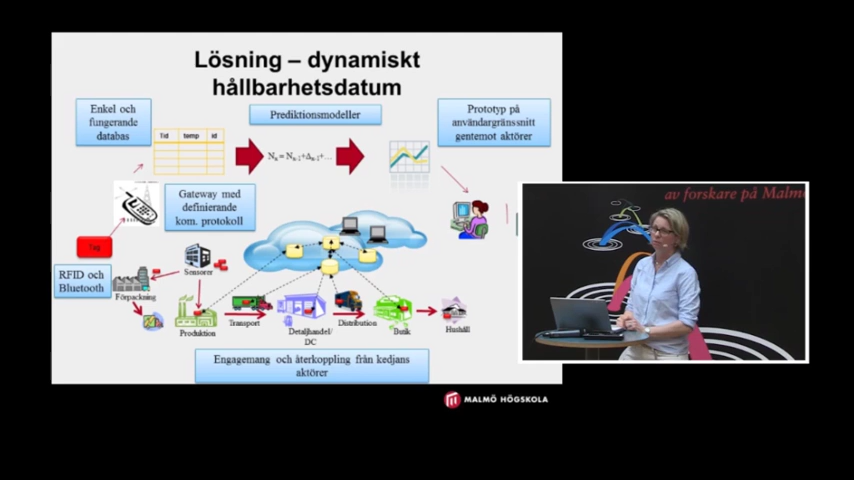 Lösning – dynamiskt
hållbarhetsdatum
Enkel och
fungerande
databas
Prediktionsmodeller
Prototyp på
användargränssnitt
gentemot aktörer
Tid temp id
Gateway med
definierande
kom. protokoll
Tag
RFID och
Bluetooth
Sensorer
Förpackning
Produktion
Transport
Detaljhandel/
DC
Distribution
Butik
Hushåll
Engagemang och återkoppling från kedjans
aktörer
av forskare på Malmö
MALMÖ HÖGSKOLA